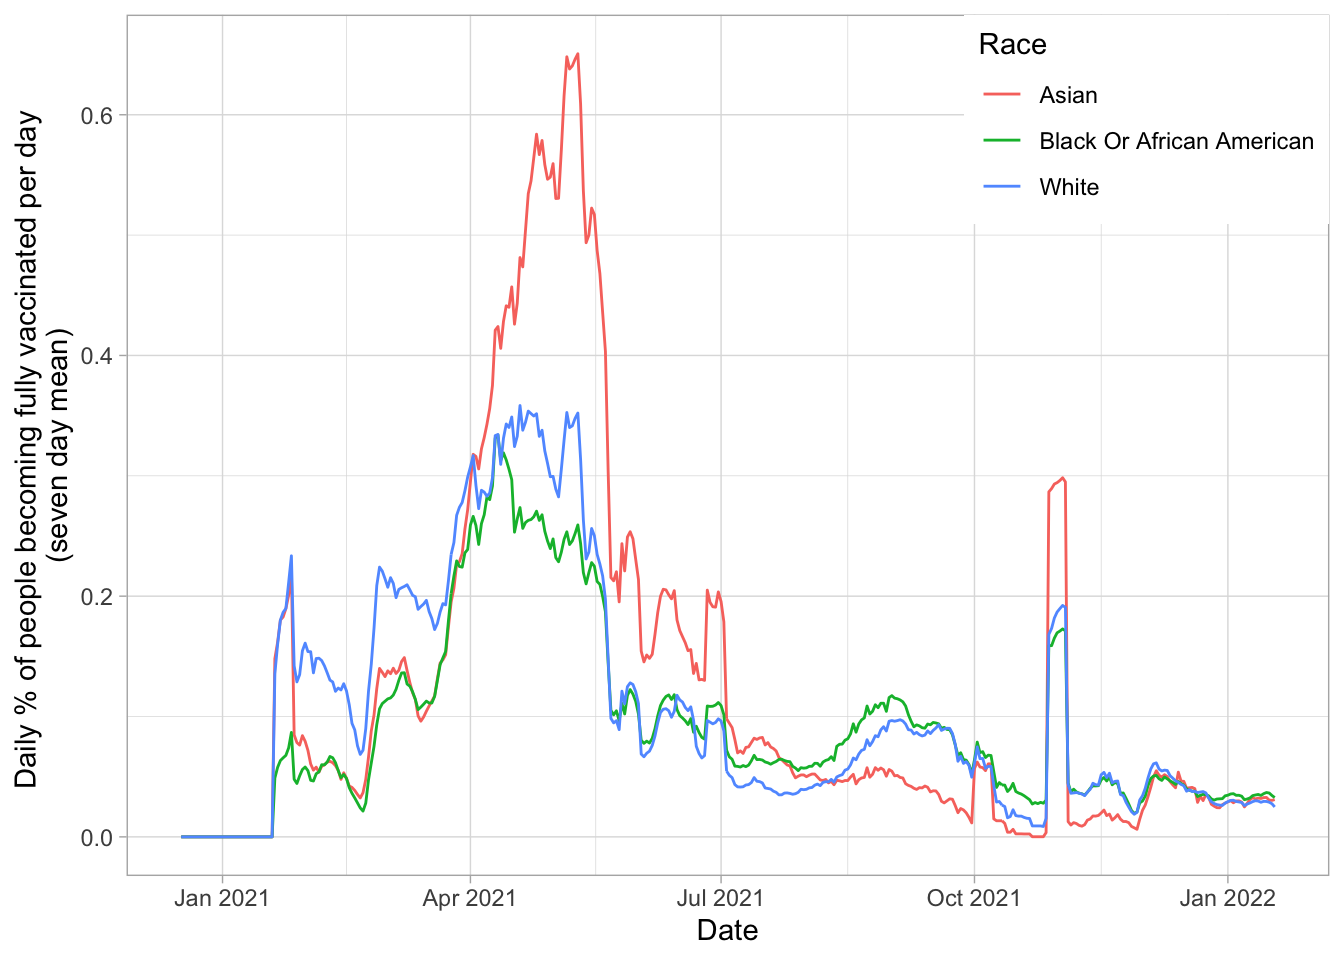 Race
Asian
Black Or African American
White
Daily % of people becoming fully vaccinated per day
(seven day mean)
0.6
0.4
0.2
0.0
Jan 2021
Apr 2021
Jul 2021
Oct 2021
Jan 2022
Date